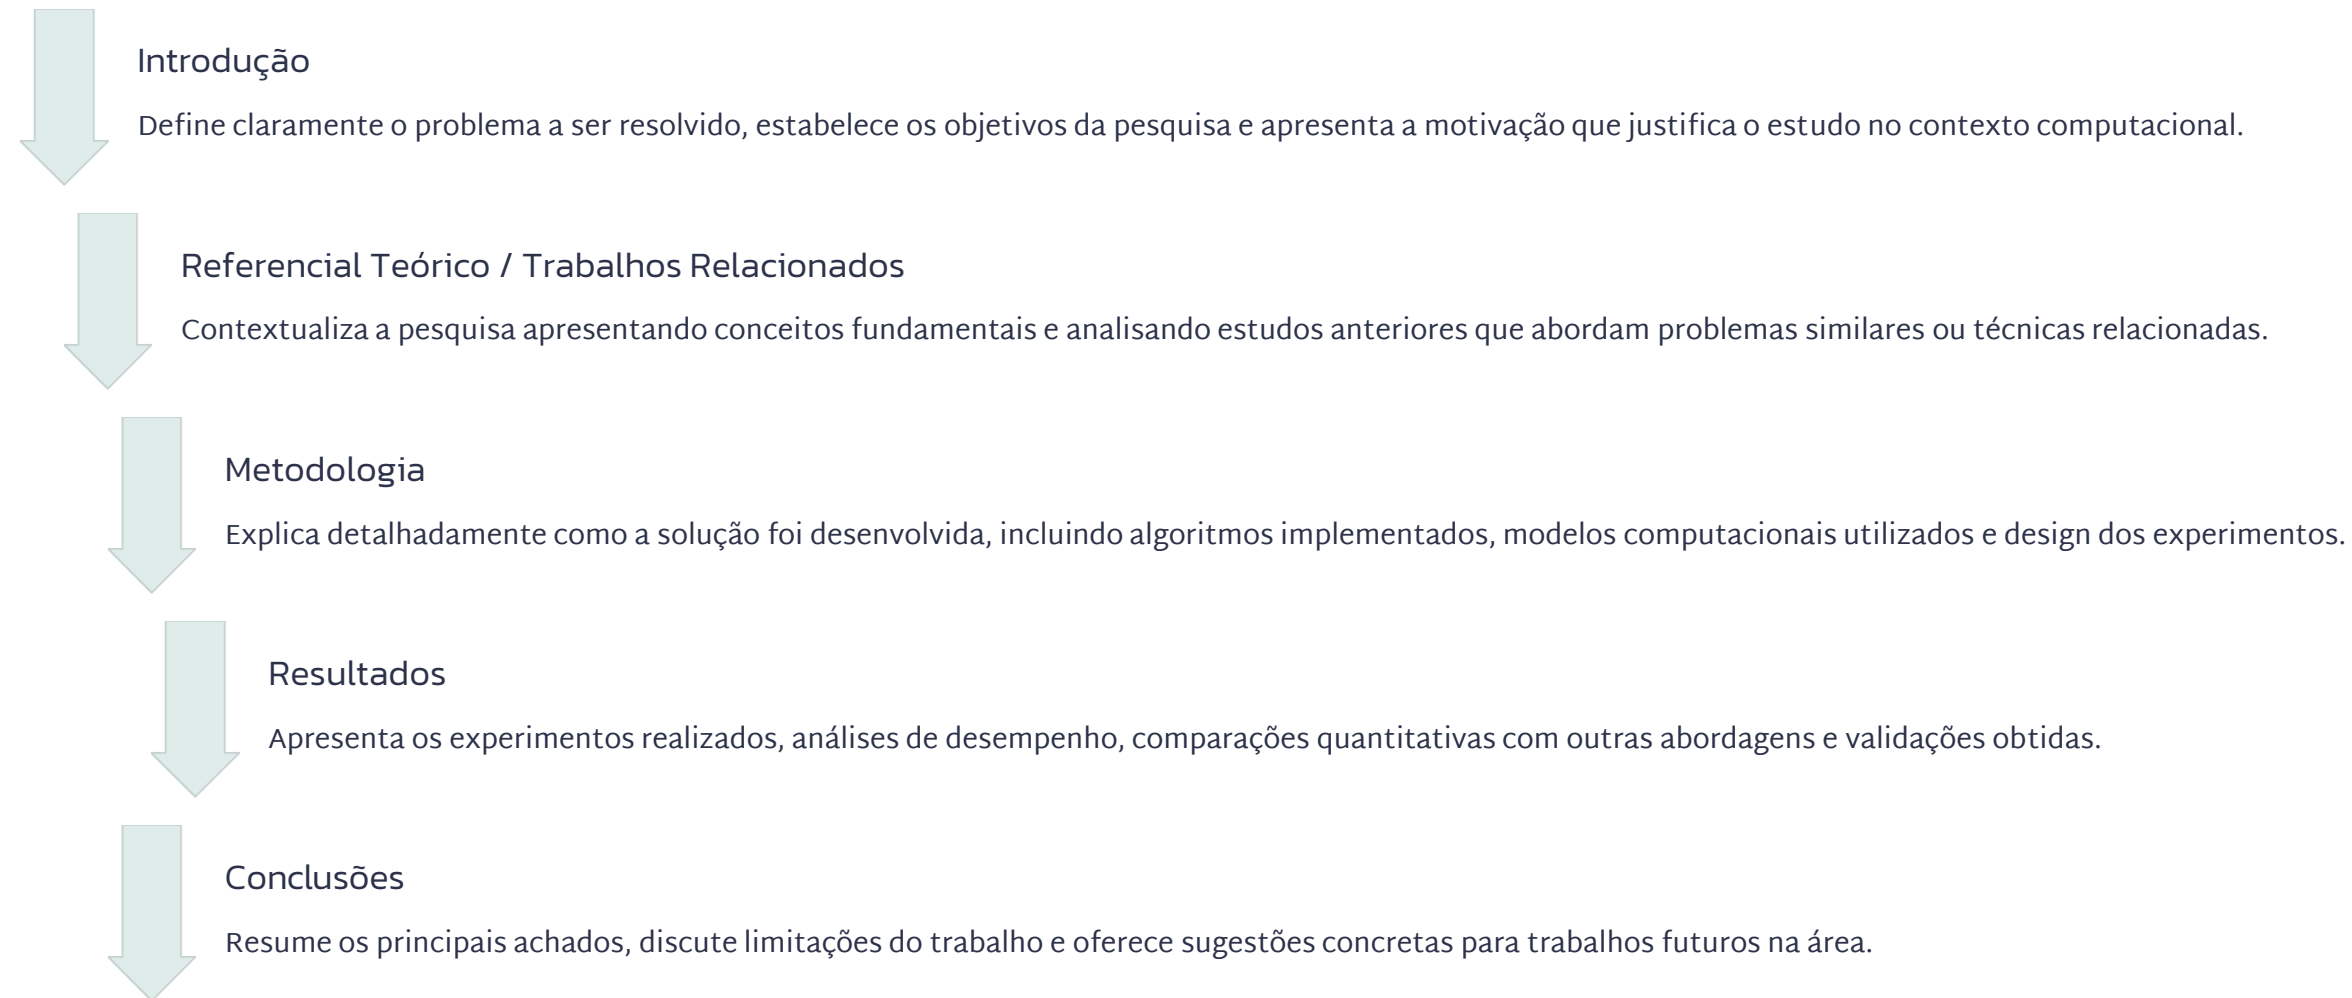 Introdução
Define claramente o problema a ser resolvido, estabelece os objetivos da pesquisa e apresenta a motivação que justifica o estudo no contexto computacional.
Referencial Teórico / Trabalhos Relacionados
Contextualiza a pesquisa apresentando conceitos fundamentais e analisando estudos anteriores que abordam problemas similares ou técnicas relacionadas.
Metodologia
Explica detalhadamente como a solução foi desenvolvida, incluindo algoritmos implementados, modelos computacionais utilizados e design dos experimentos.
Resultados
Apresenta os experimentos realizados, análises de desempenho, comparações quantitativas com outras abordagens e validações obtidas.
Conclusões
Resume os principais achados, discute limitações do trabalho e oferece sugestões concretas para trabalhos futuros na área.